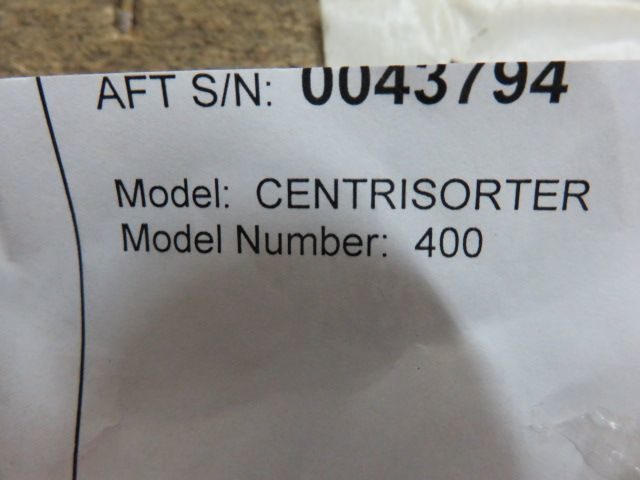 AFT S/N: 0043794
Model: CENTRISORTER
Model Number: 400